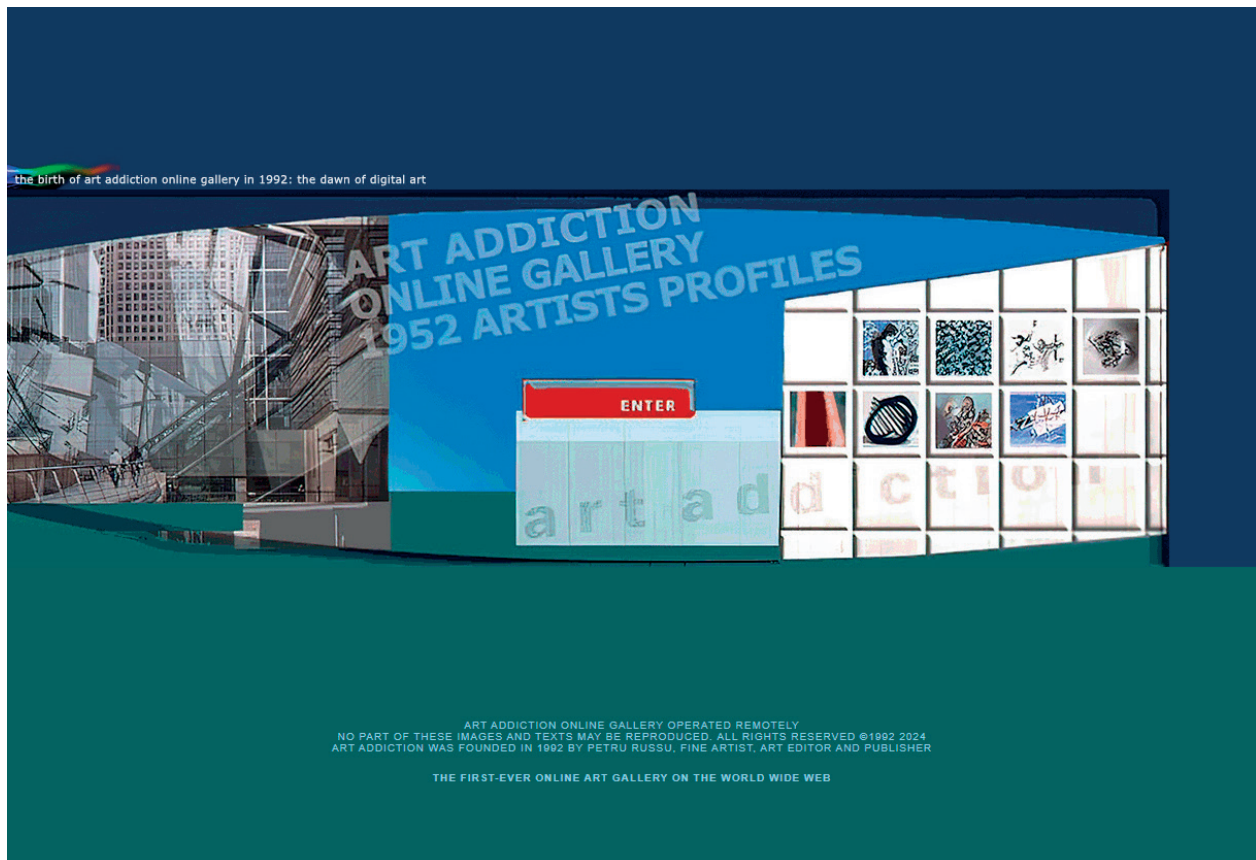 the birth of art addiction online gallery in 1992: the dawn of digital art
ART ADDICTION
ONLINE GALLERY
1952 ARTISTS PROFILES
ENTER
art addiction
ART ADDICTION ONLINE GALLERY OPERATED REMOTELY
NO PART OF THESE IMAGES AND TEXTS MAY BE REPRODUCED. ALL RIGHTS RESERVED ©1992 2024
ART ADDICTION WAS FOUNDED IN 1992 BY PETRU RUSSU, FINE ARTIST, ART EDITOR AND PUBLISHER
THE FIRST-EVER ONLINE ART GALLERY ON THE WORLD WIDE WEB